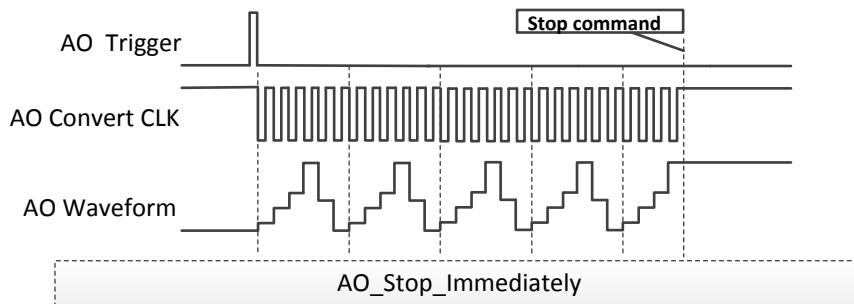 Stop command
AO Trigger
AO Convert CLK
AO Waveform
AO_Stop_Immediately